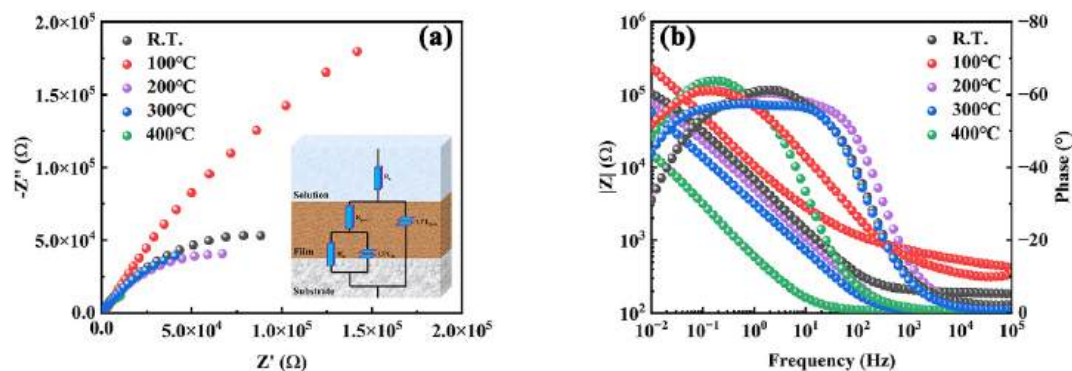 (a)
R.T.
100°C
200°C
300°C
400°C
2.0×10⁵
1.5×10⁵
1.0×10⁵
5.0×10⁴
0.0
-Z'' (Ω)
0.0
5.0×10⁴
1.0×10⁵
1.5×10⁵
2.0×10⁵
Z' (Ω)
Solution
Film
Substrate
(b)
R.T.
100°C
200°C
300°C
400°C
10⁶
10⁵
10⁴
10³
10²
|Z| (Ω)
−80
−60
−40
−20
0
Phase (°)
10⁻²
10⁻¹
10⁰
10¹
10²
10³
10⁴
10⁵
Frequency (Hz)